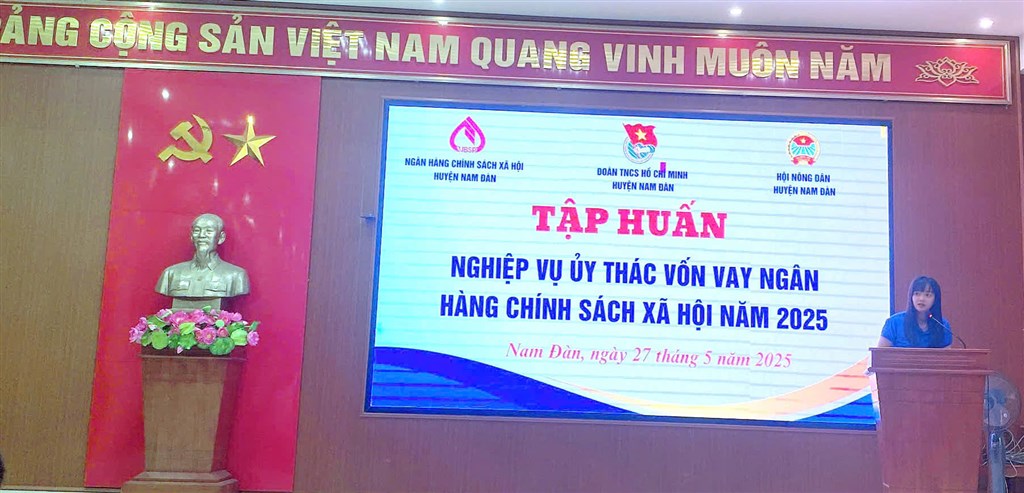 ĐẢNG CỘNG SẢN VIỆT NAM QUANG VINH MUÔN NĂM
VBSP
NGÂN HÀNG CHÍNH SÁCH XÃ HỘI
HUYỆN NAM ĐÀN
ĐOÀN TNCS HỒ CHÍ MINH
HUYỆN NAM ĐÀN
HỘI NÔNG DÂN
HUYỆN NAM ĐÀN
TẬP HUẤN
NGHIỆP VỤ ỦY THÁC VỐN VAY NGÂN
HÀNG CHÍNH SÁCH XÃ HỘI NĂM 2025
Nam Đàn, ngày 27 tháng 5 năm 2025